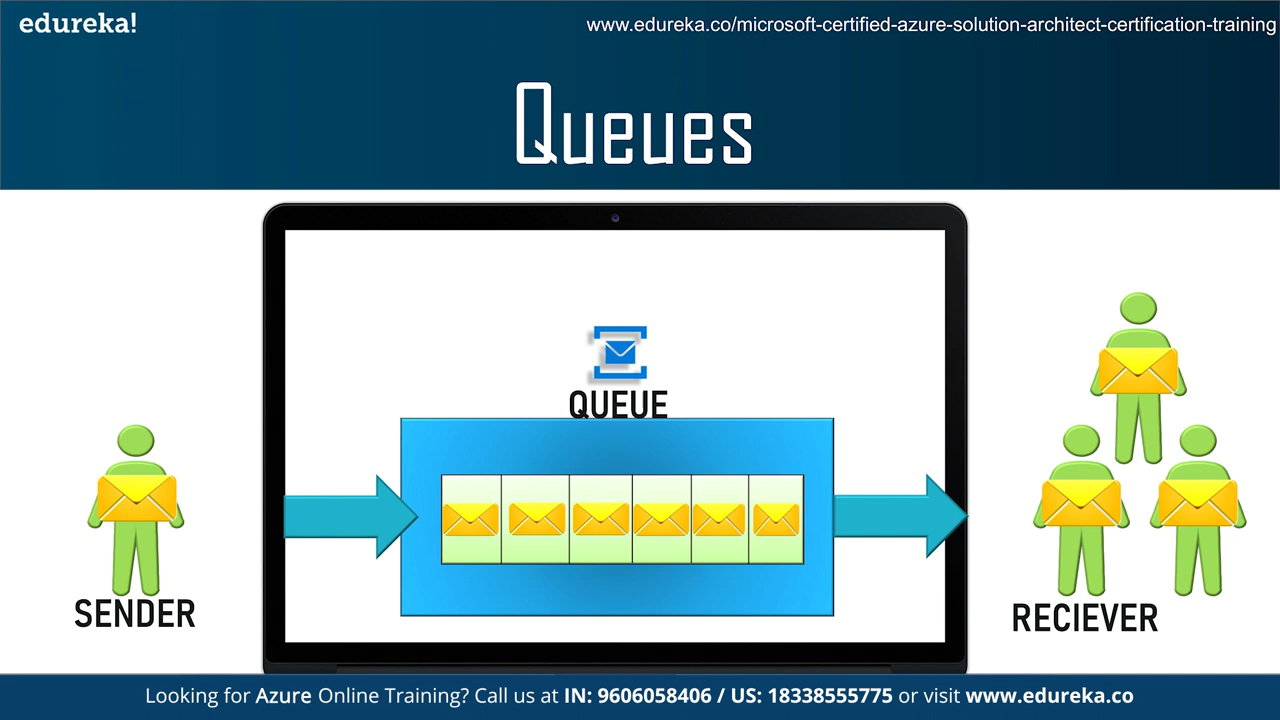 edureka!
www.edureka.co/microsoft-certified-azure-solution-architect-certification-training
Queues
QUEUE
SENDER
RECIEVER
Looking for Azure Online Training? Call us at IN: 9606058406 / US: 18338555775 or visit www.edureka.co